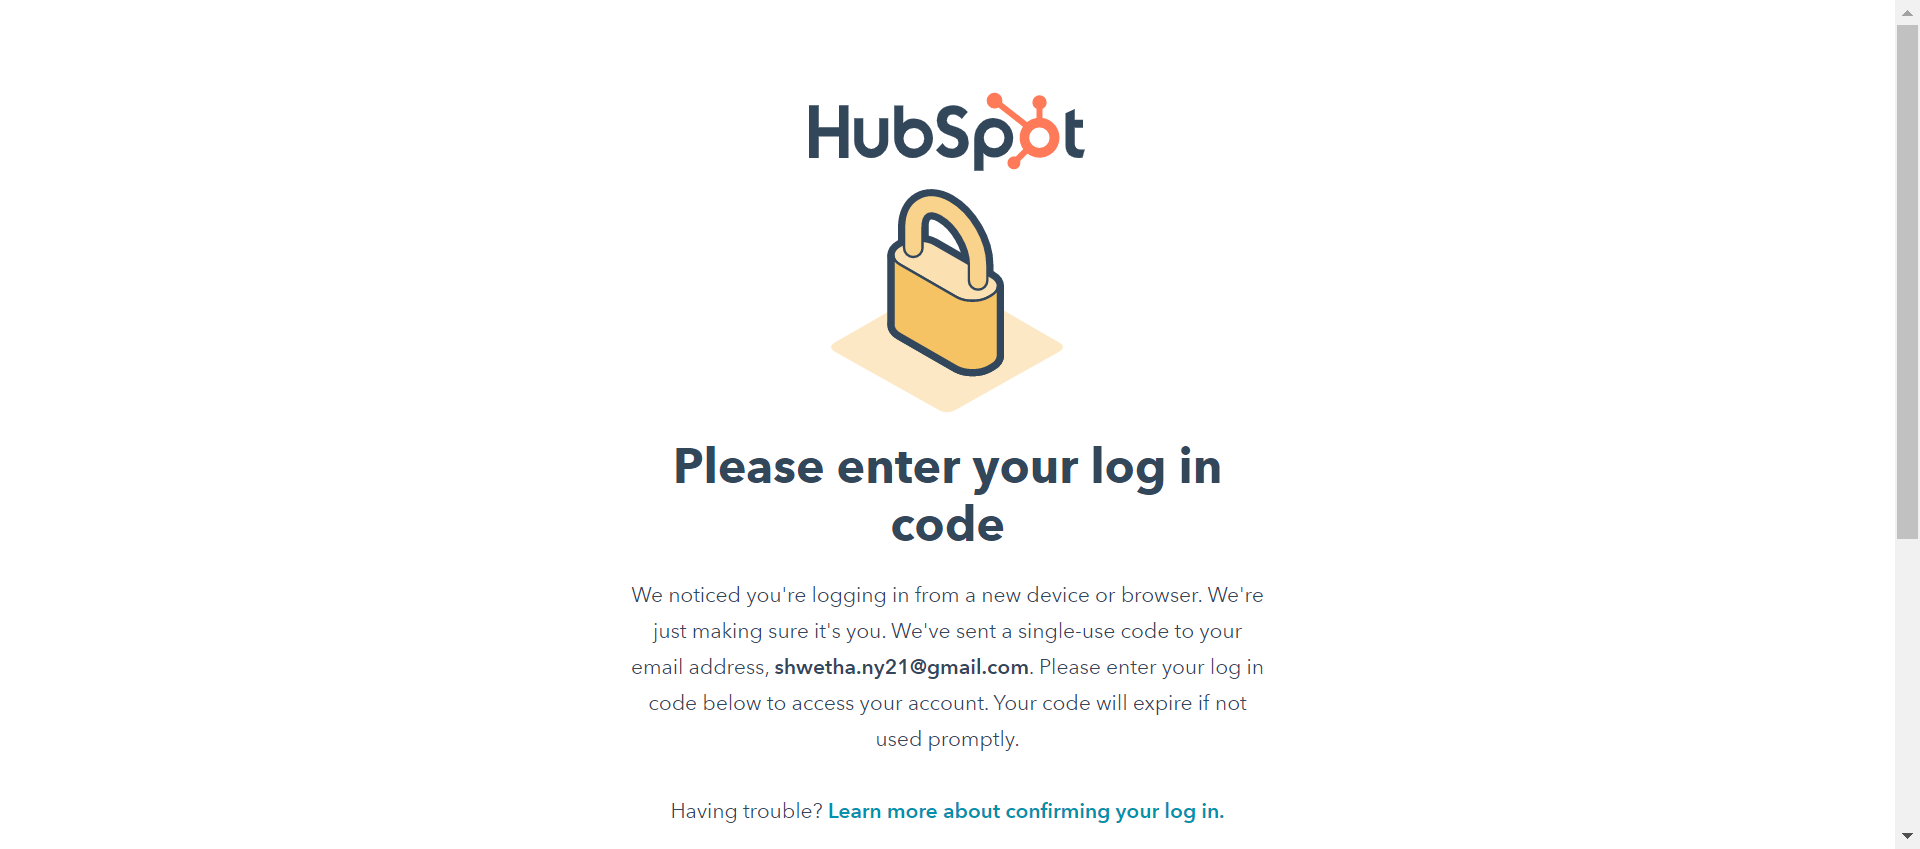 HubSpot
Please enter your log in
code
We noticed you're logging in from a new device or browser. We're
just making sure it's you. We've sent a single-use code to your
email address, shwetha.ny21@gmail.com. Please enter your log in
code below to access your account. Your code will expire if not
used promptly.
Having trouble? Learn more about confirming your log in.